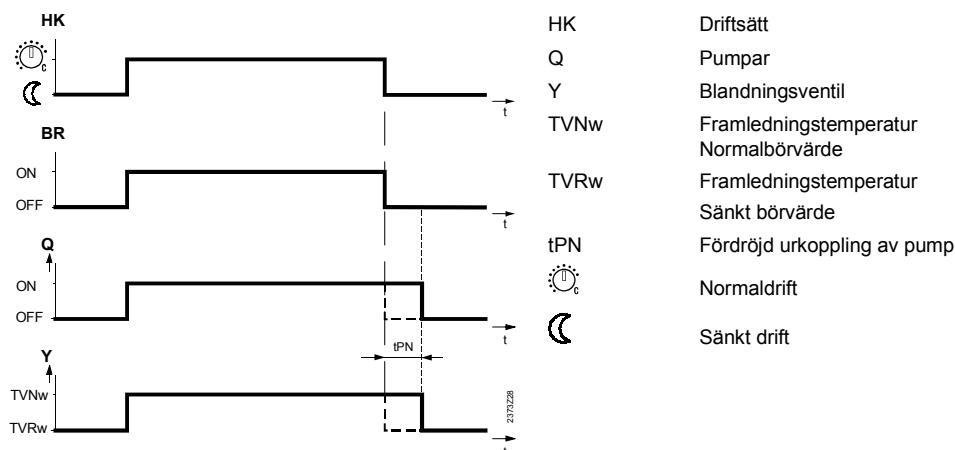 HK
C
t
BR
ON
OFF
t
Q
ON
OFF
t
tPN
Y
TVNw
TVRw
2373Z28
t
HK Driftsätt
Q Pumpar
Y Blandningsventil
TVNw Framledningstemperatur
Normalbörvärde
TVRw Framledningstemperatur
Sänkt börvärde
tPN Fördröjd urkoppling av pump
C Normaldrift
Sänkt drift